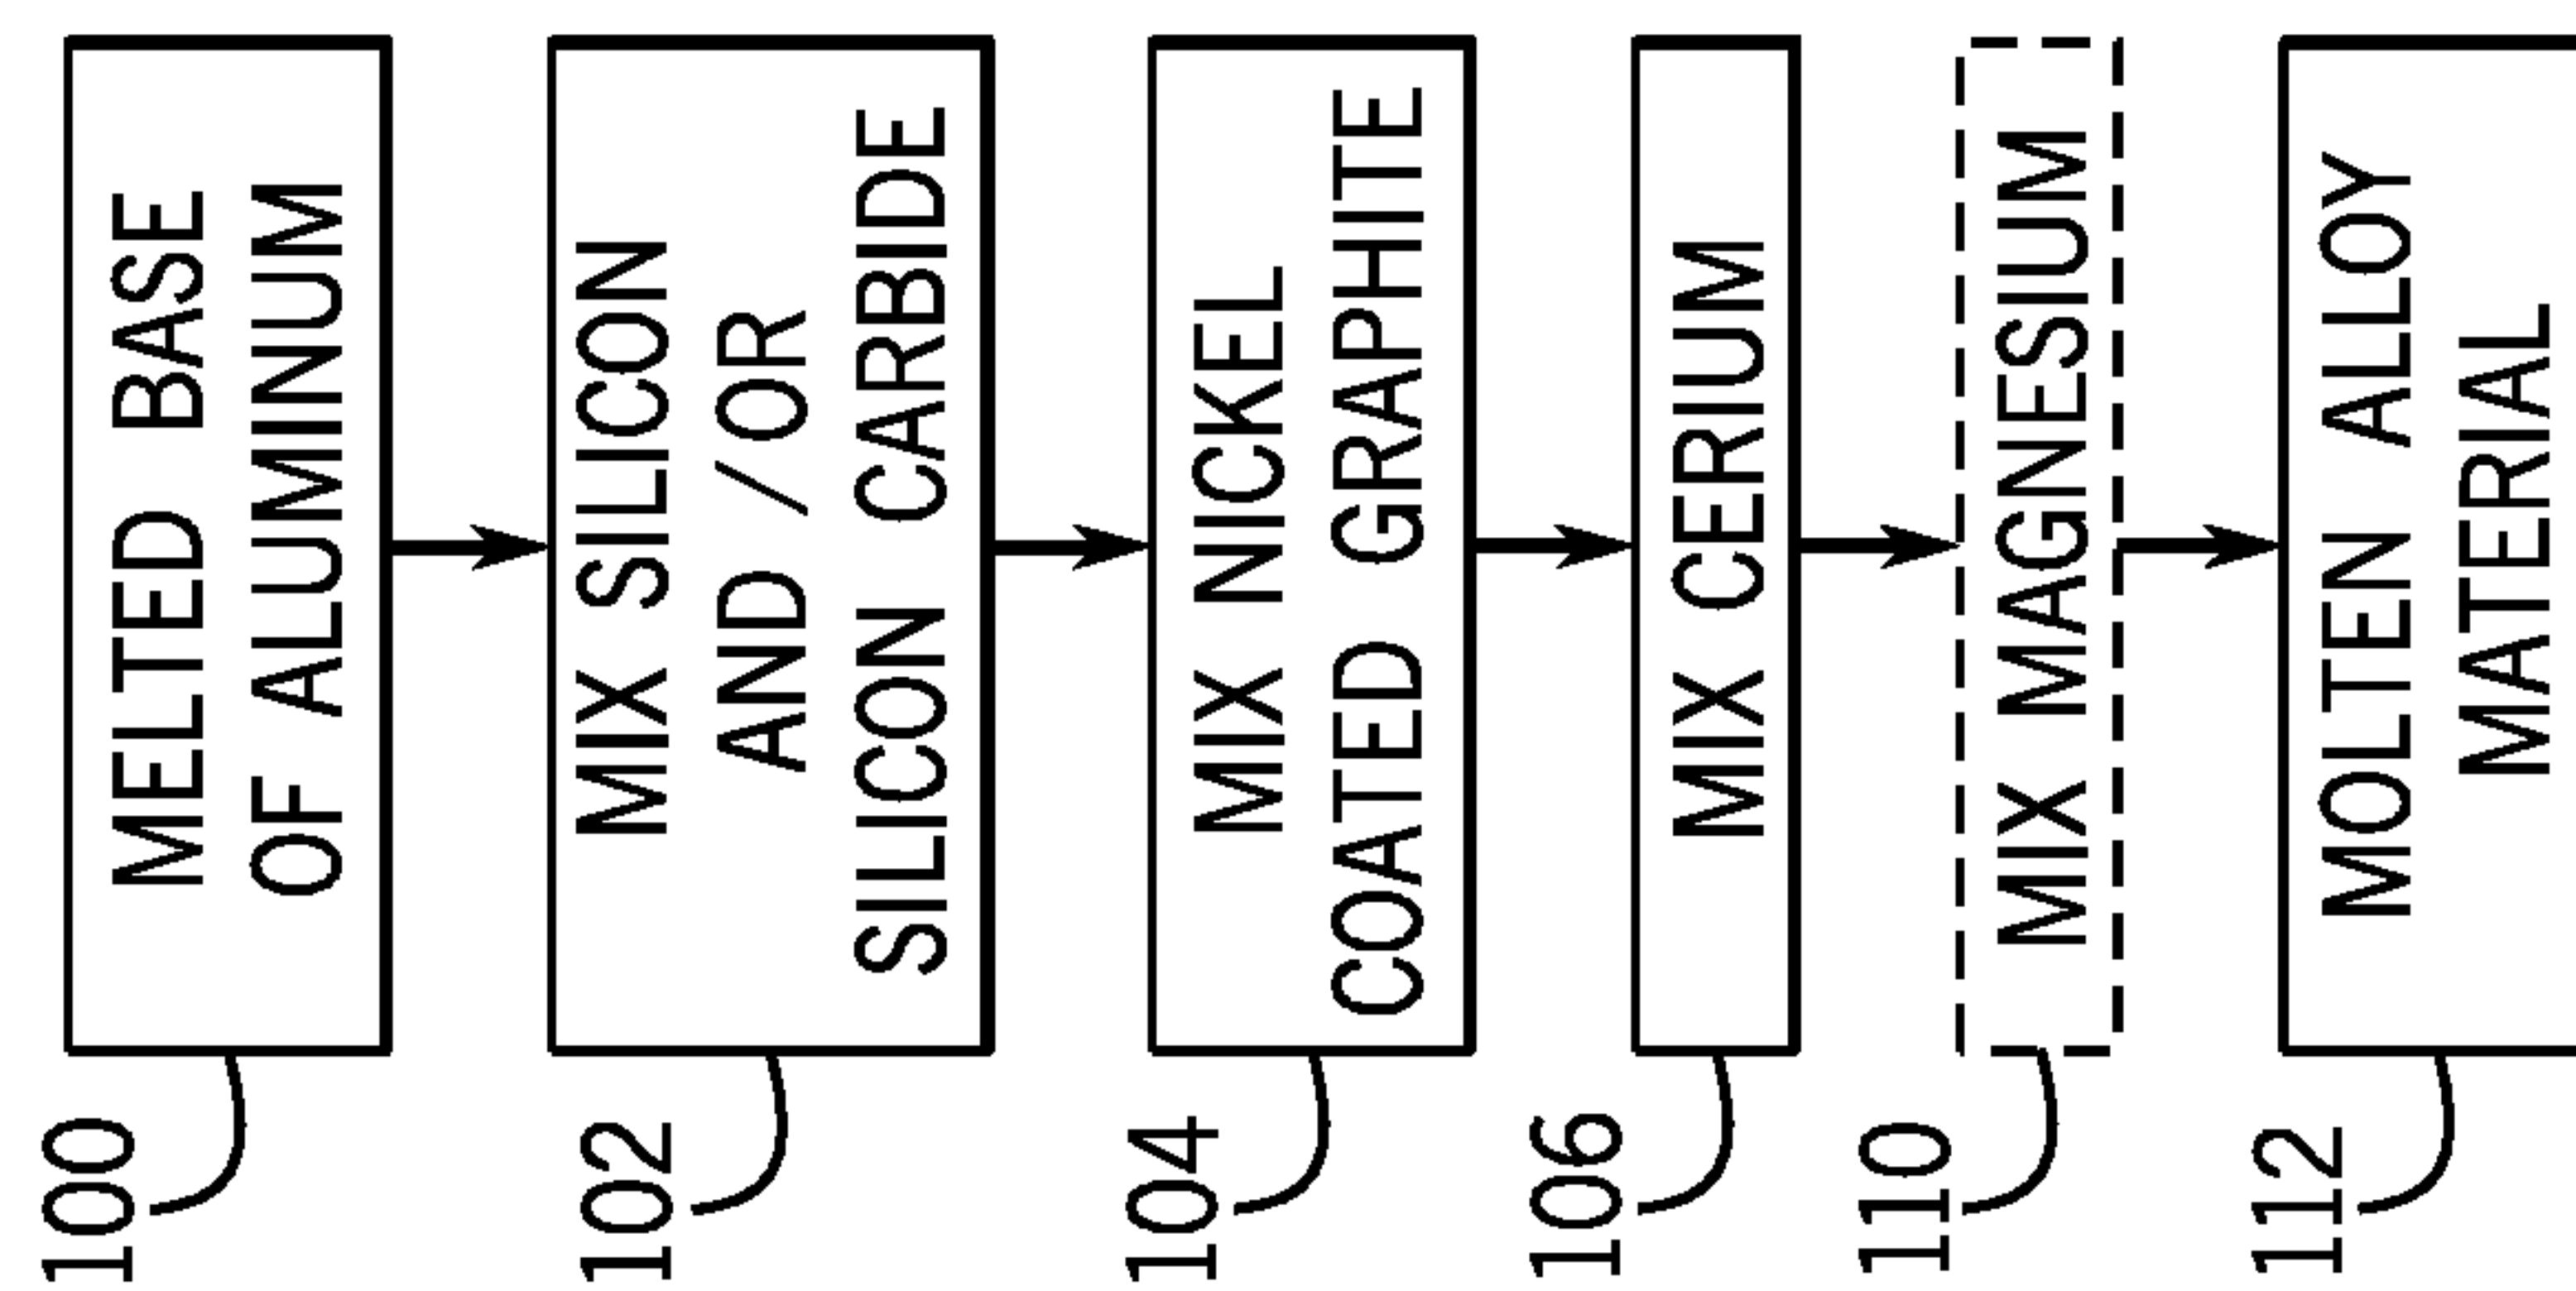 MELTED BASE
OF ALUMINUM
100
MIX SILICON
AND/OR
SILICON CARBIDE
102
MIX NICKEL
COATED GRAPHITE
104
MIX CERIUM
106
MIX MAGNESIUM
110
MOLTEN ALLOY
MATERIAL
112